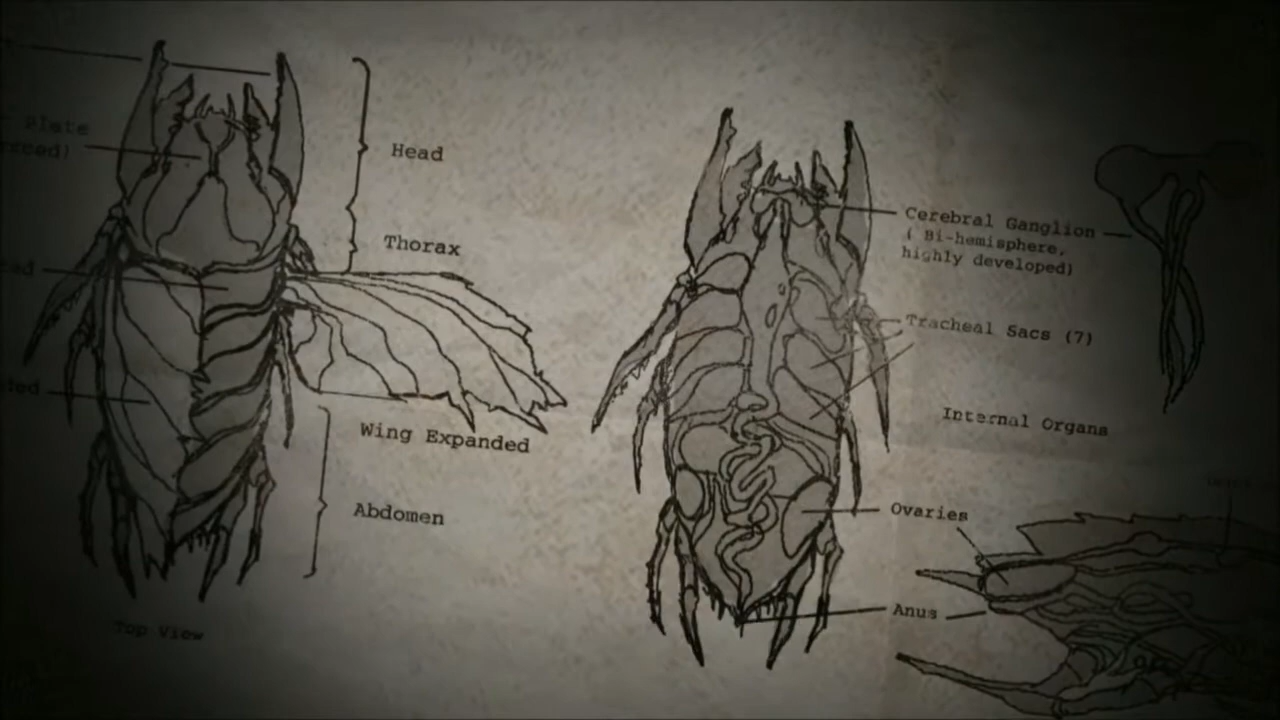 Plate
Head
Thorax
Wing Expanded
Abdomen
Top View
Cerebral Ganglion
( Bi-hemisphere,
highly developed)
Tracheal Sacs (7)
Internal Organs
Ovaries
Anus